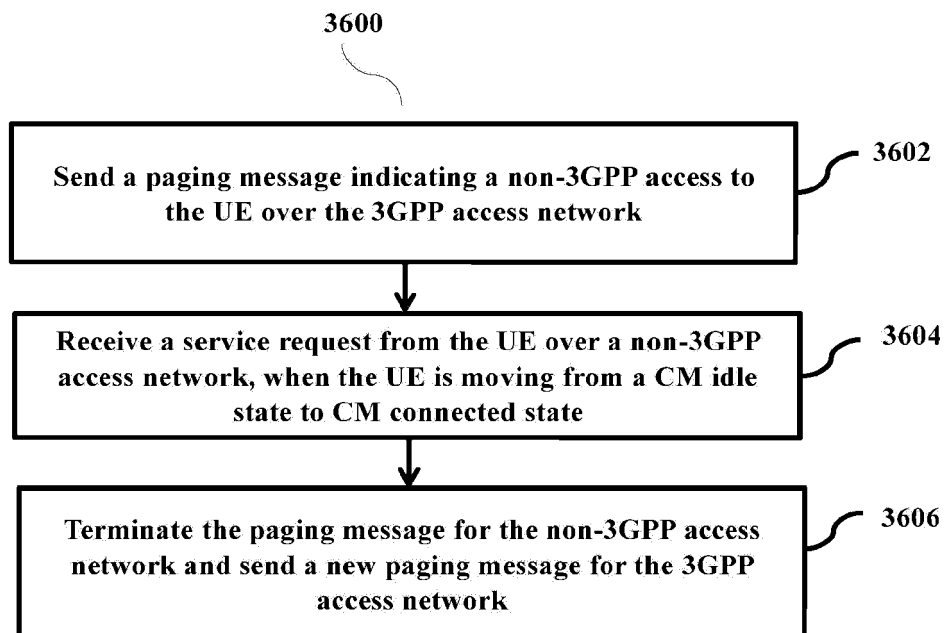 3600
Send a paging message indicating a non-3GPP access to
the UE over the 3GPP access network
3602
Receive a service request from the UE over a non-3GPP
access network, when the UE is moving from a CM idle
state to CM connected state
3604
Terminate the paging message for the non-3GPP access
network and send a new paging message for the 3GPP
access network
3606